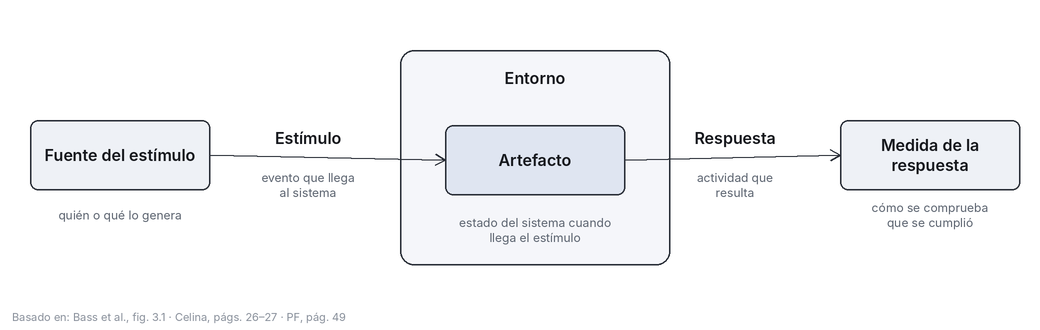 Entorno
Fuente del estímulo
quién o qué lo genera
Estímulo
evento que llega
al sistema
Artefacto
estado del sistema cuando
llega el estímulo
Respuesta
actividad que
resulta
Medida de la
respuesta
cómo se comprueba
que se cumplió
Basado en: Bass et al., fig. 3.1 · Celina, págs. 26–27 · PF, pág. 49